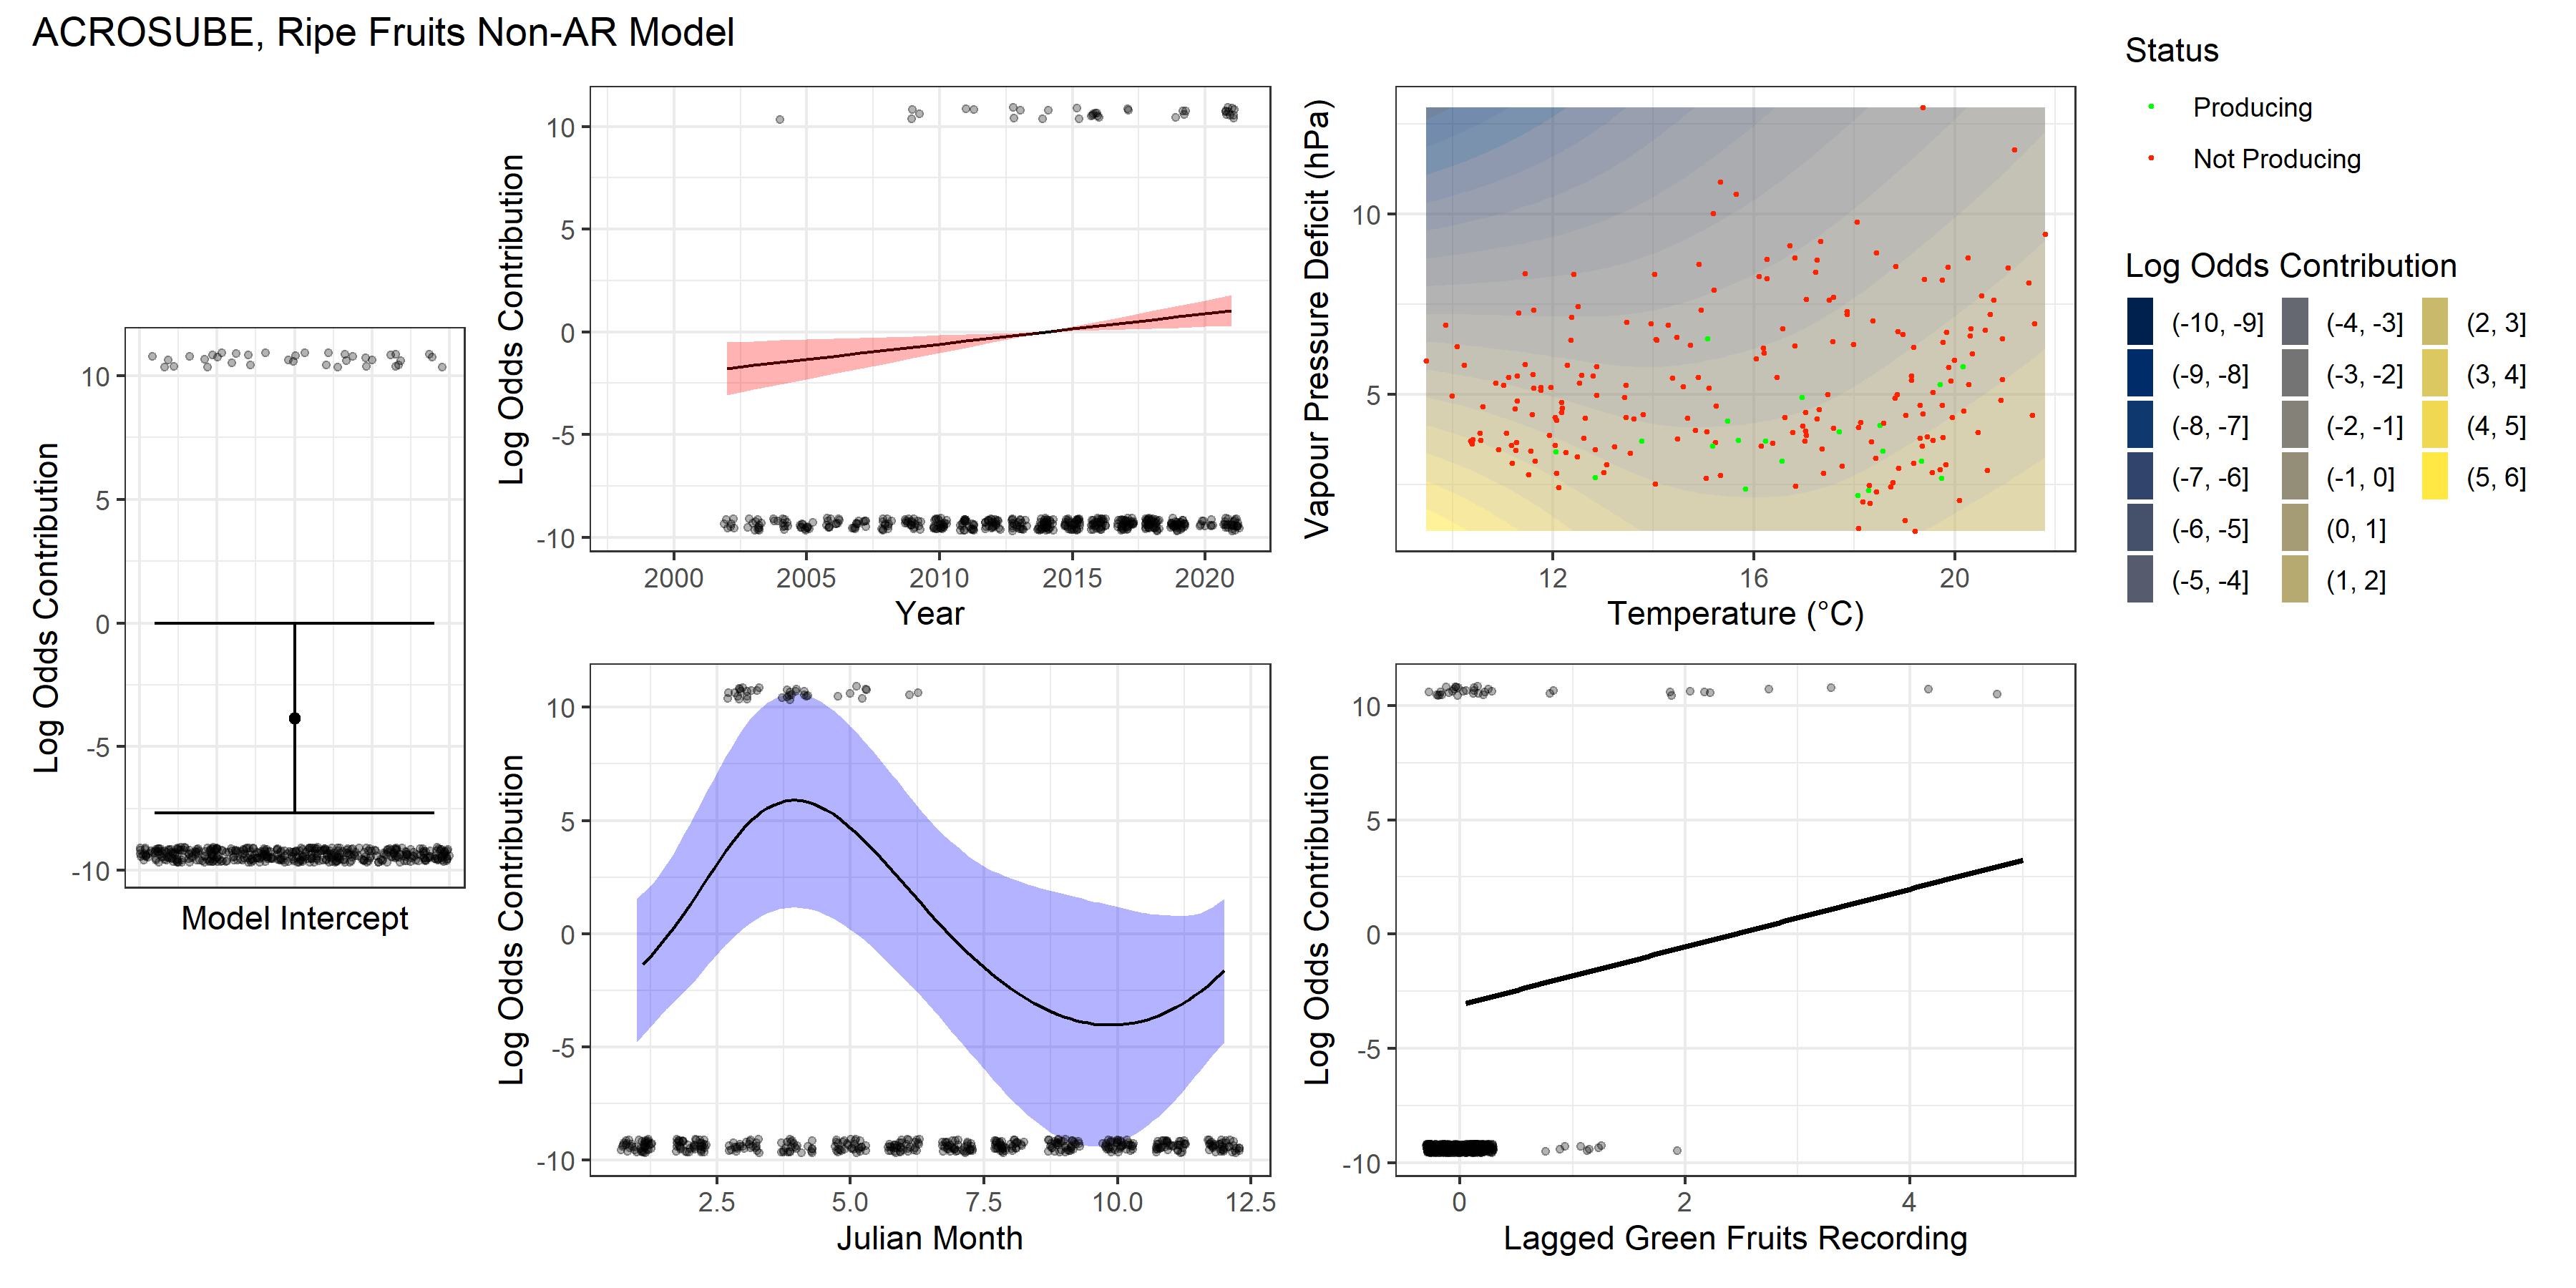 ACROSUBE, Ripe Fruits Non-AR Model
Log Odds Contribution
10
5
0
-5
-10
Model Intercept
Log Odds Contribution
10
5
0
-5
-10
2000 2005 2010 2015 2020
Year
Vapour Pressure Deficit (hPa)
10
5
12 16 20
Temperature (°C)
Log Odds Contribution
10
5
0
-5
-10
2.5 5.0 7.5 10.0 12.5
Julian Month
Log Odds Contribution
10
5
0
-5
-10
0 2 4
Lagged Green Fruits Recording
Status
Producing
Not Producing
Log Odds Contribution
(-10, -9] (-4, -3] (2, 3]
(-9, -8] (-3, -2] (3, 4]
(-8, -7] (-2, -1] (4, 5]
(-7, -6] (-1, 0] (5, 6]
(-6, -5] (0, 1]
(-5, -4] (1, 2]